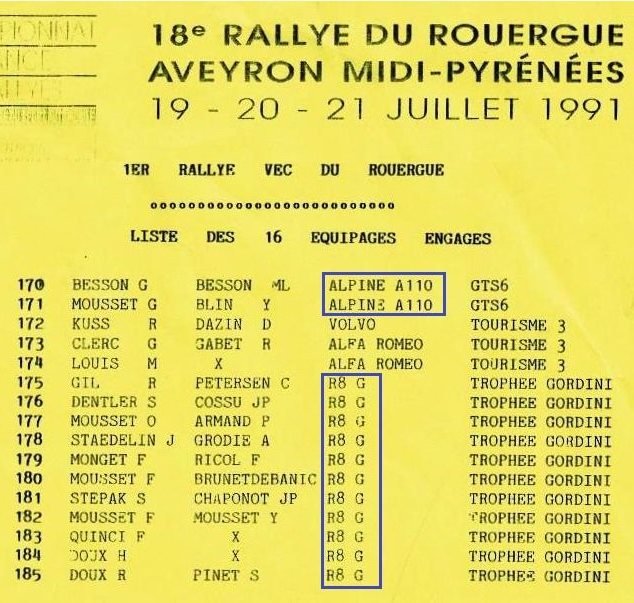 18e RALLYE DU ROUERGUE
AVEYRON MIDI-PYRÉNÉES
19 - 20 - 21 JUILLET 1991
1ER RALLYE VEC DU ROUERGUE
LISTE DES 16 EQUIPAGES ENGAGES
170 BESSON G BESSON ML ALPINE A110 GTS6
171 MOUSSET G BLIN Y ALPINE A110 GTS6
172 KUSS R DAZIN D VOLVO TOURISME 3
173 CLERC G GABET R ALFA ROMEO TOURISME 3
174 LOUIS M X ALFA ROMEO TOURISME 3
175 GIL R PETERSEN C R8 G TROPHEE GORDINI
176 DENTLER S COSSU JP R8 G TROPHEE GORDINI
177 MOUSSET O ARMAND P R8 G TROPHEE GORDINI
178 STAEDELIN J GRODIE A R8 G TROPHEE GORDINI
179 MONGET F RICOL F R8 G TROPHEE GORDINI
180 MOUSSET F BRUNETDEBANIC R8 G TROPHEE GORDINI
181 STEPAK S CHAPONOT JP R8 G TROPHEE GORDINI
182 MOUSSET F MOUSSET Y R8 G TROPHEE GORDINI
183 QUINCI F X R8 G TROPHEE GORDINI
184 DOUX H X R8 G TROPHEE GORDINI
185 DOUX R PINET S R8 G TROPHEE GORDINI